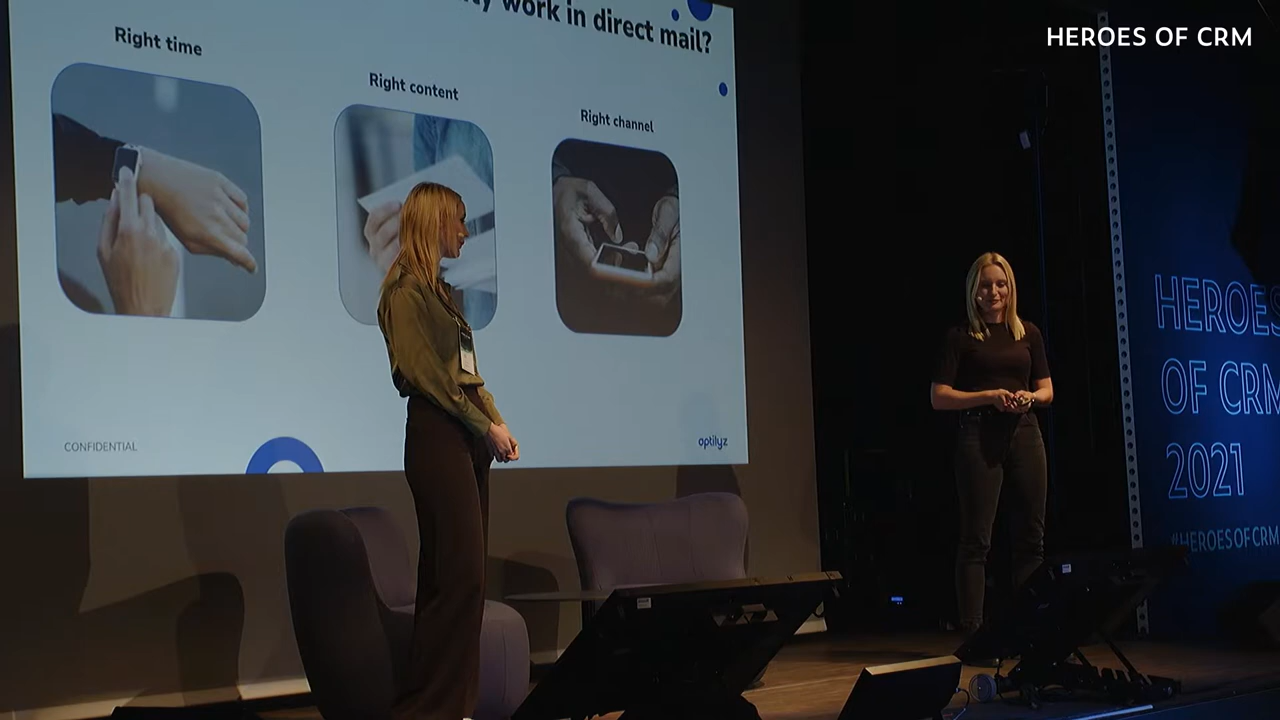 work in direct mail?
HEROES OF CRM
Right time
Right content
Right channel
CONFIDENTIAL
optilyz
HEROES
OF CRM
2021
#HEROESOFCRM